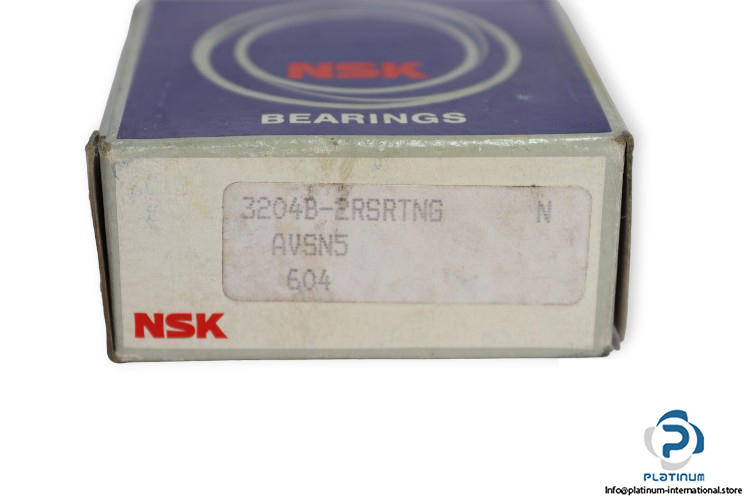 NSK
BEARINGS
3204B-2RSRTNG N
AVSN5
604
NSK
PLATINUM
Info@platinum-international.store